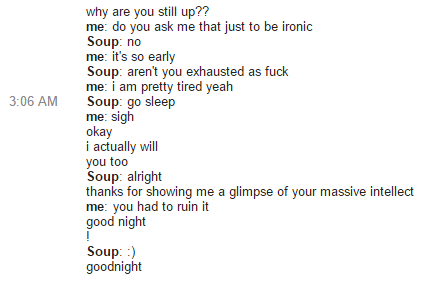 why are you still up??
me: do you ask me that just to be ironic
Soup: no
me: it's so early
Soup: aren't you exhausted as fuck
me: i am pretty tired yeah
3:06 AM Soup: go sleep
me: sigh
okay
i actually will
you too
Soup: alright
thanks for showing me a glimpse of your massive intellect
me: you had to ruin it
good night
!
Soup: :)
goodnight